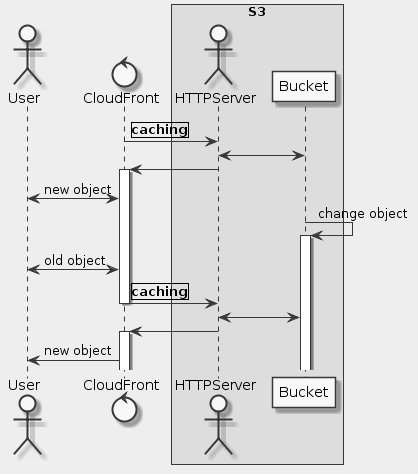 S3
User
CloudFront
HTTPServer
Bucket
caching
new object
change object
old object
caching
new object
User
CloudFront
HTTPServer
Bucket